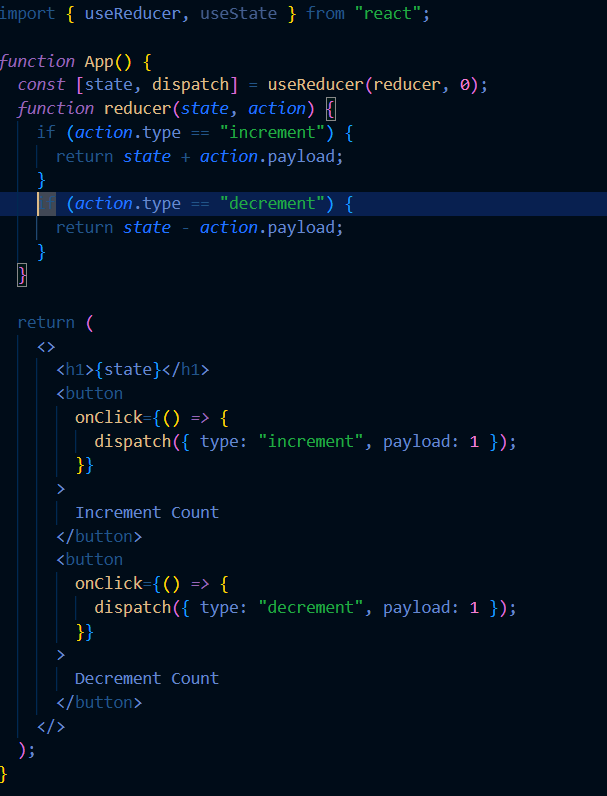 import { useReducer, useState } from "react";
function App() {
const [state, dispatch] = useReducer(reducer, 0);
function reducer(state, action) {
if (action.type == "increment") {
return state + action.payload;
}
if (action.type == "decrement") {
return state - action.payload;
}
}
return (
<>
<h1>{state}</h1>
<button
onClick={() => {
dispatch({ type: "increment", payload: 1 });
}}
>
Increment Count
</button>
<button
onClick={() => {
dispatch({ type: "decrement", payload: 1 });
}}
>
Decrement Count
</button>
</>
);
}